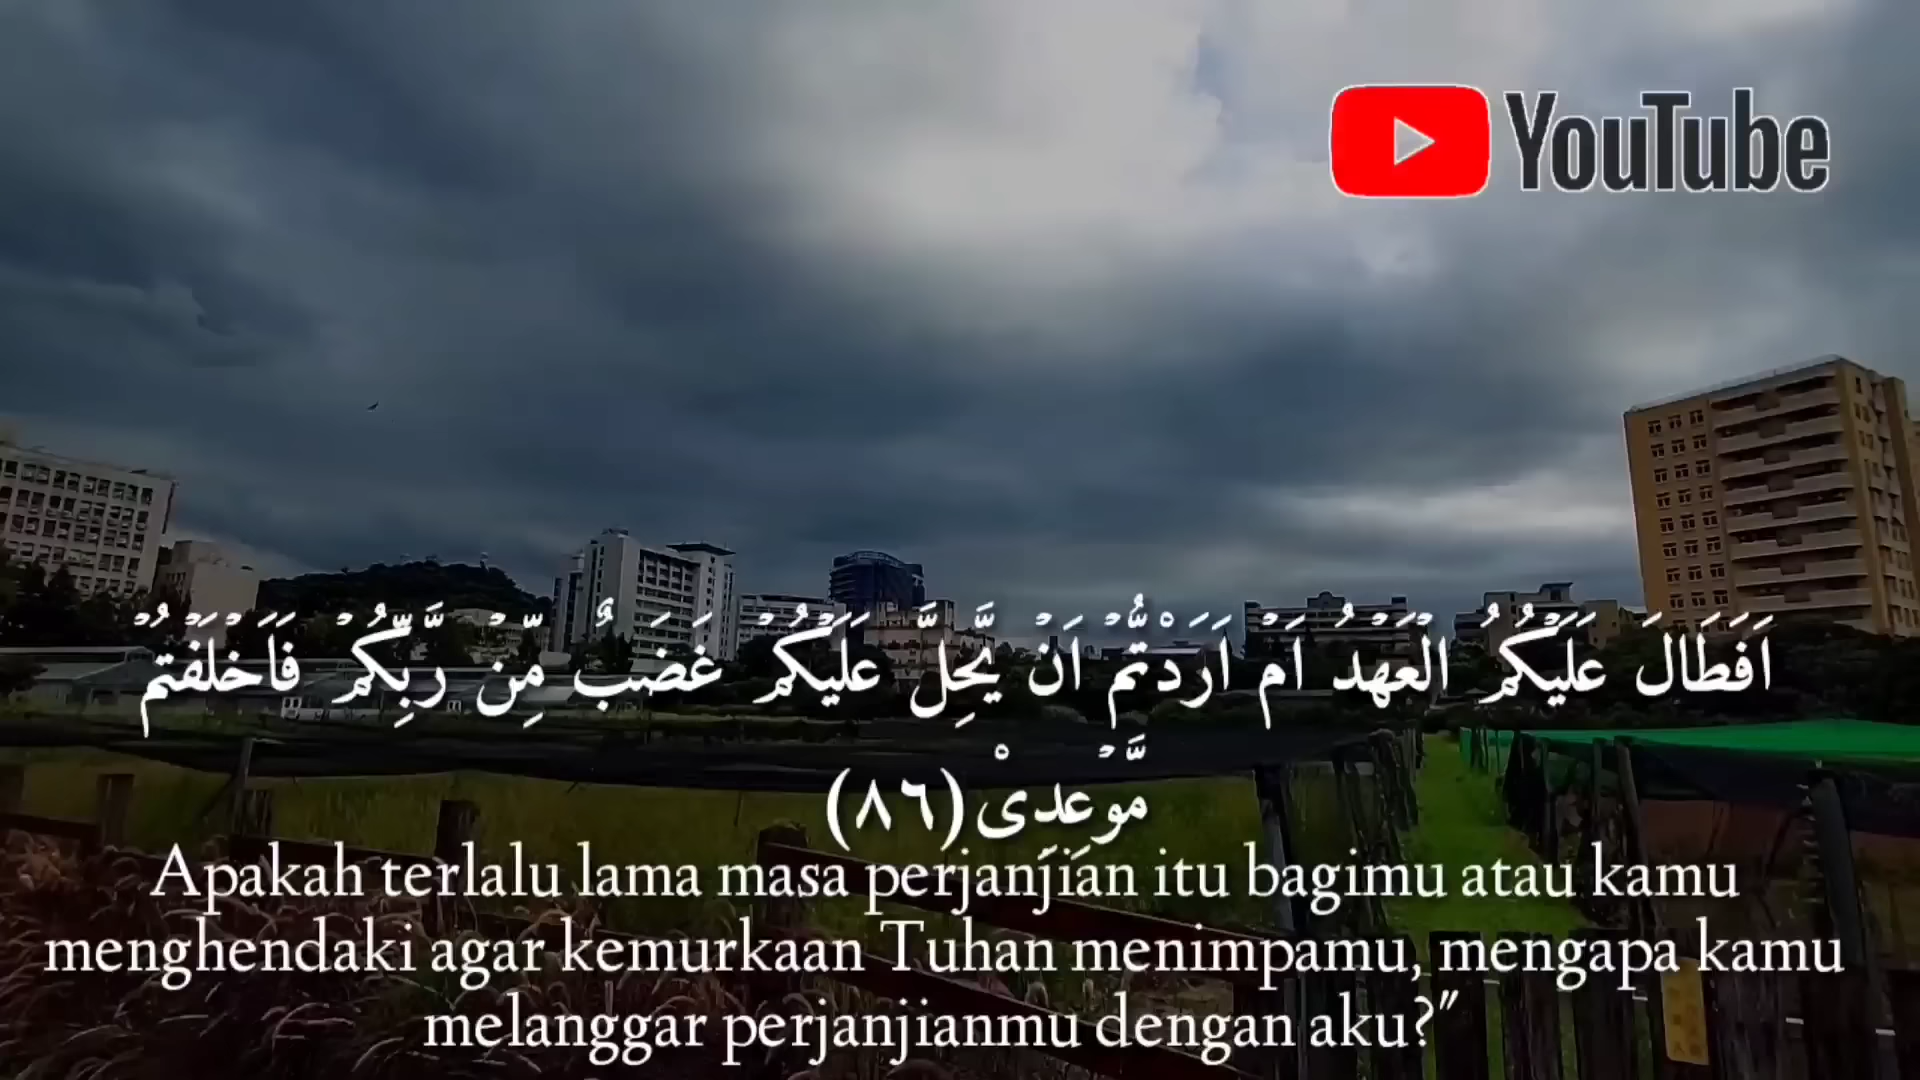 YouTube
اَفَطَالَ عَلَيْكُمُ الْعَهْدُ اَمْ اَرَدْتُّمْ اَنْ يَّحِلَّ عَلَيْكُمْ غَضَبٌ مِّنْ رَّبِّكُمْ فَاَخْلَفْتُمْ
مَّوْعِدِيْ (٨٦)
Apakah terlalu lama masa perjanjian itu bagimu atau kamu
menghendaki agar kemurkaan Tuhan menimpamu, mengapa kamu
melanggar perjanjianmu dengan aku?"